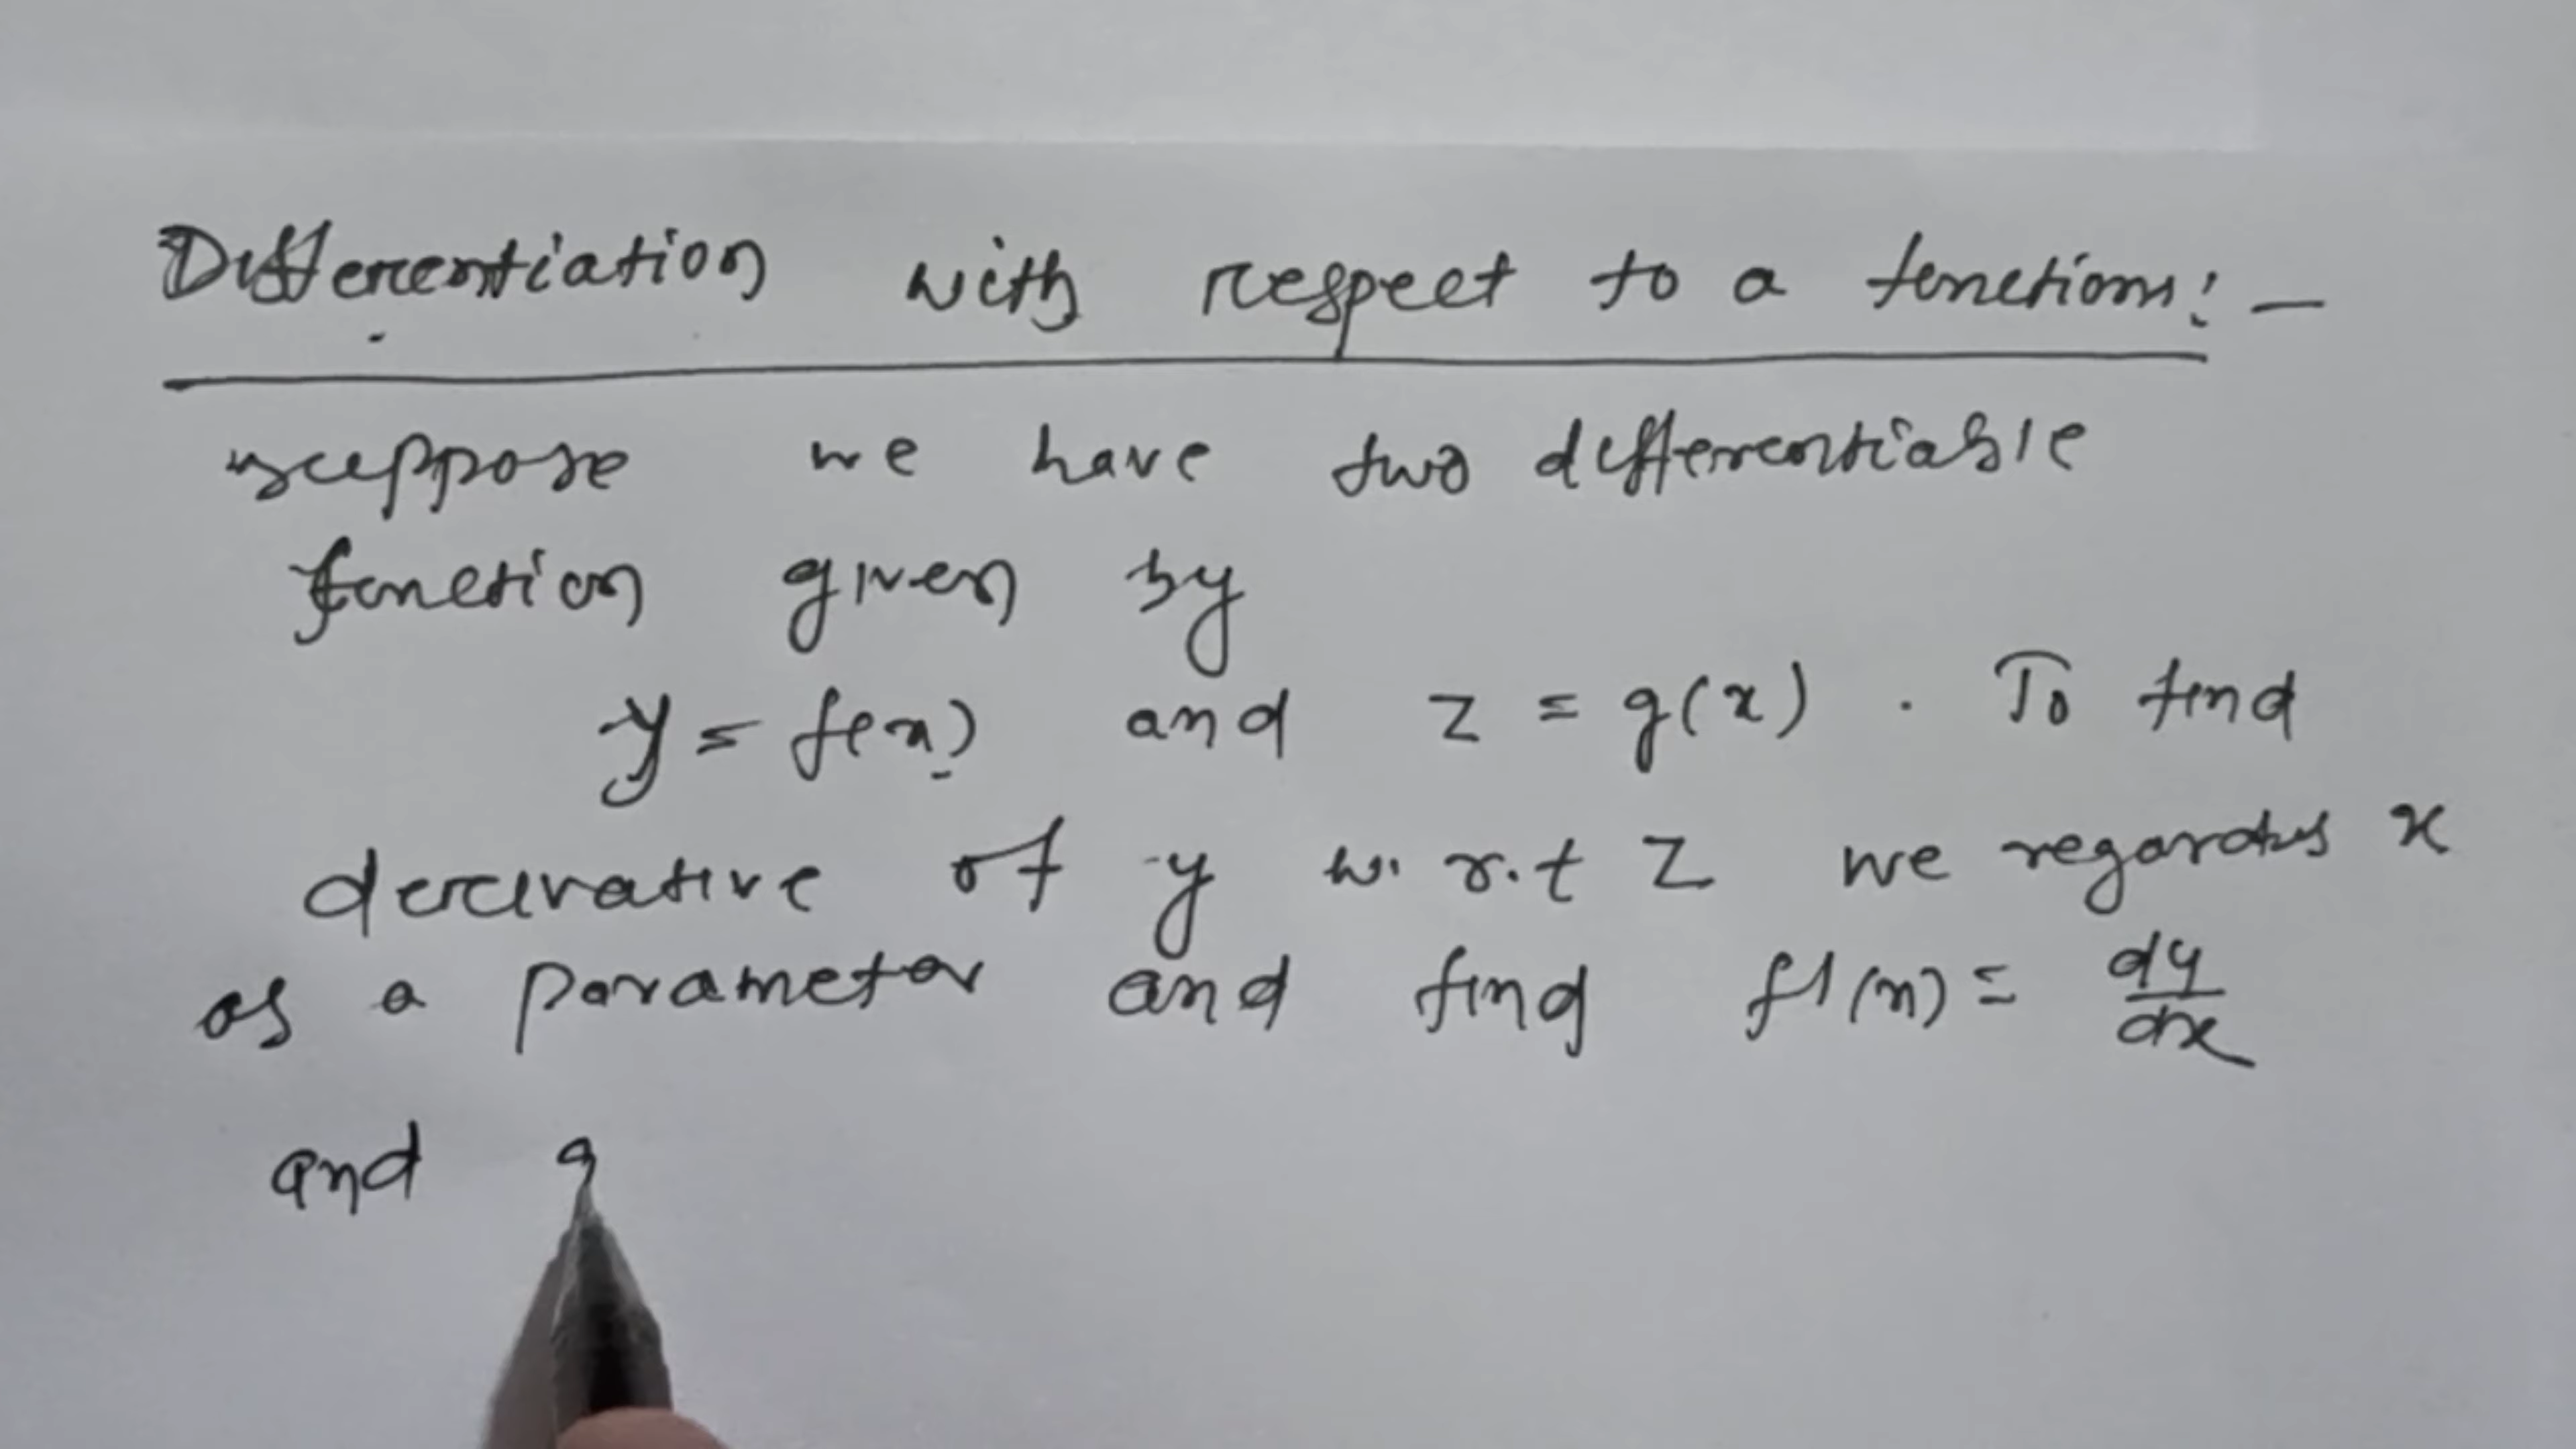 Differentiation with respect to a functions: —
suppose we have two differentiable
function given by
y = f(x) and z = g(x) . To find
derivative of y w.r.t z we regards x
as a parameter and find f'(x) = dy/dx
and g